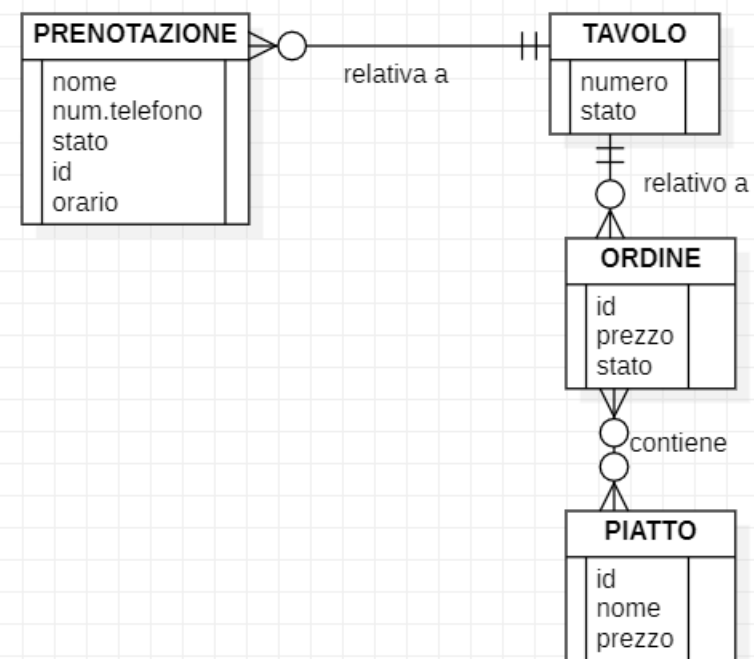 PRENOTAZIONE
nome
num.telefono
stato
id
orario
relativa a
TAVOLO
numero
stato
relativo a
ORDINE
id
prezzo
stato
contiene
PIATTO
id
nome
prezzo